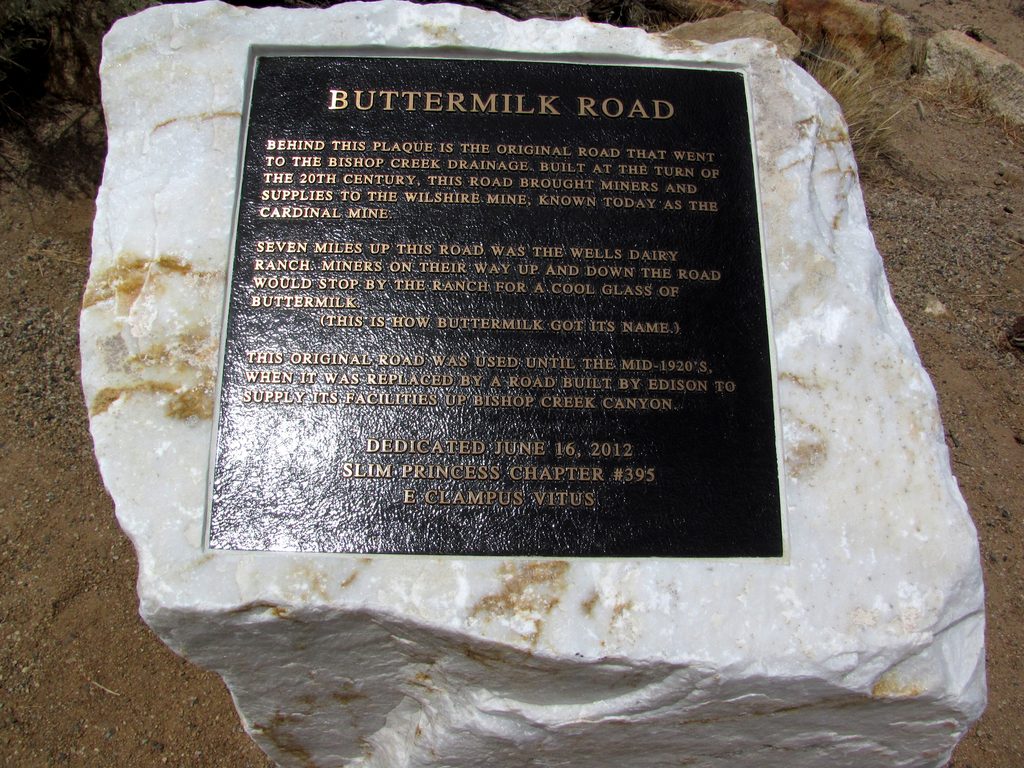 BUTTERMILK ROAD
BEHIND THIS PLAQUE IS THE ORIGINAL ROAD THAT WENT
TO THE BISHOP CREEK DRAINAGE. BUILT AT THE TURN OF
THE 20TH CENTURY, THIS ROAD BROUGHT MINERS AND
SUPPLIES TO THE WILSHIRE MINE, KNOWN TODAY AS THE
CARDINAL MINE.
SEVEN MILES UP THIS ROAD WAS THE WELLS DAIRY
RANCH. MINERS ON THEIR WAY UP AND DOWN THE ROAD
WOULD STOP BY THE RANCH FOR A COOL GLASS OF
BUTTERMILK.
(THIS IS HOW BUTTERMILK GOT ITS NAME.)
THIS ORIGINAL ROAD WAS USED UNTIL THE MID-1920'S,
WHEN IT WAS REPLACED BY A ROAD BUILT BY EDISON TO
SUPPLY ITS FACILITIES UP BISHOP CREEK CANYON.
DEDICATED JUNE 16, 2012
SLIM PRINCESS CHAPTER #395
E CLAMPUS VITUS